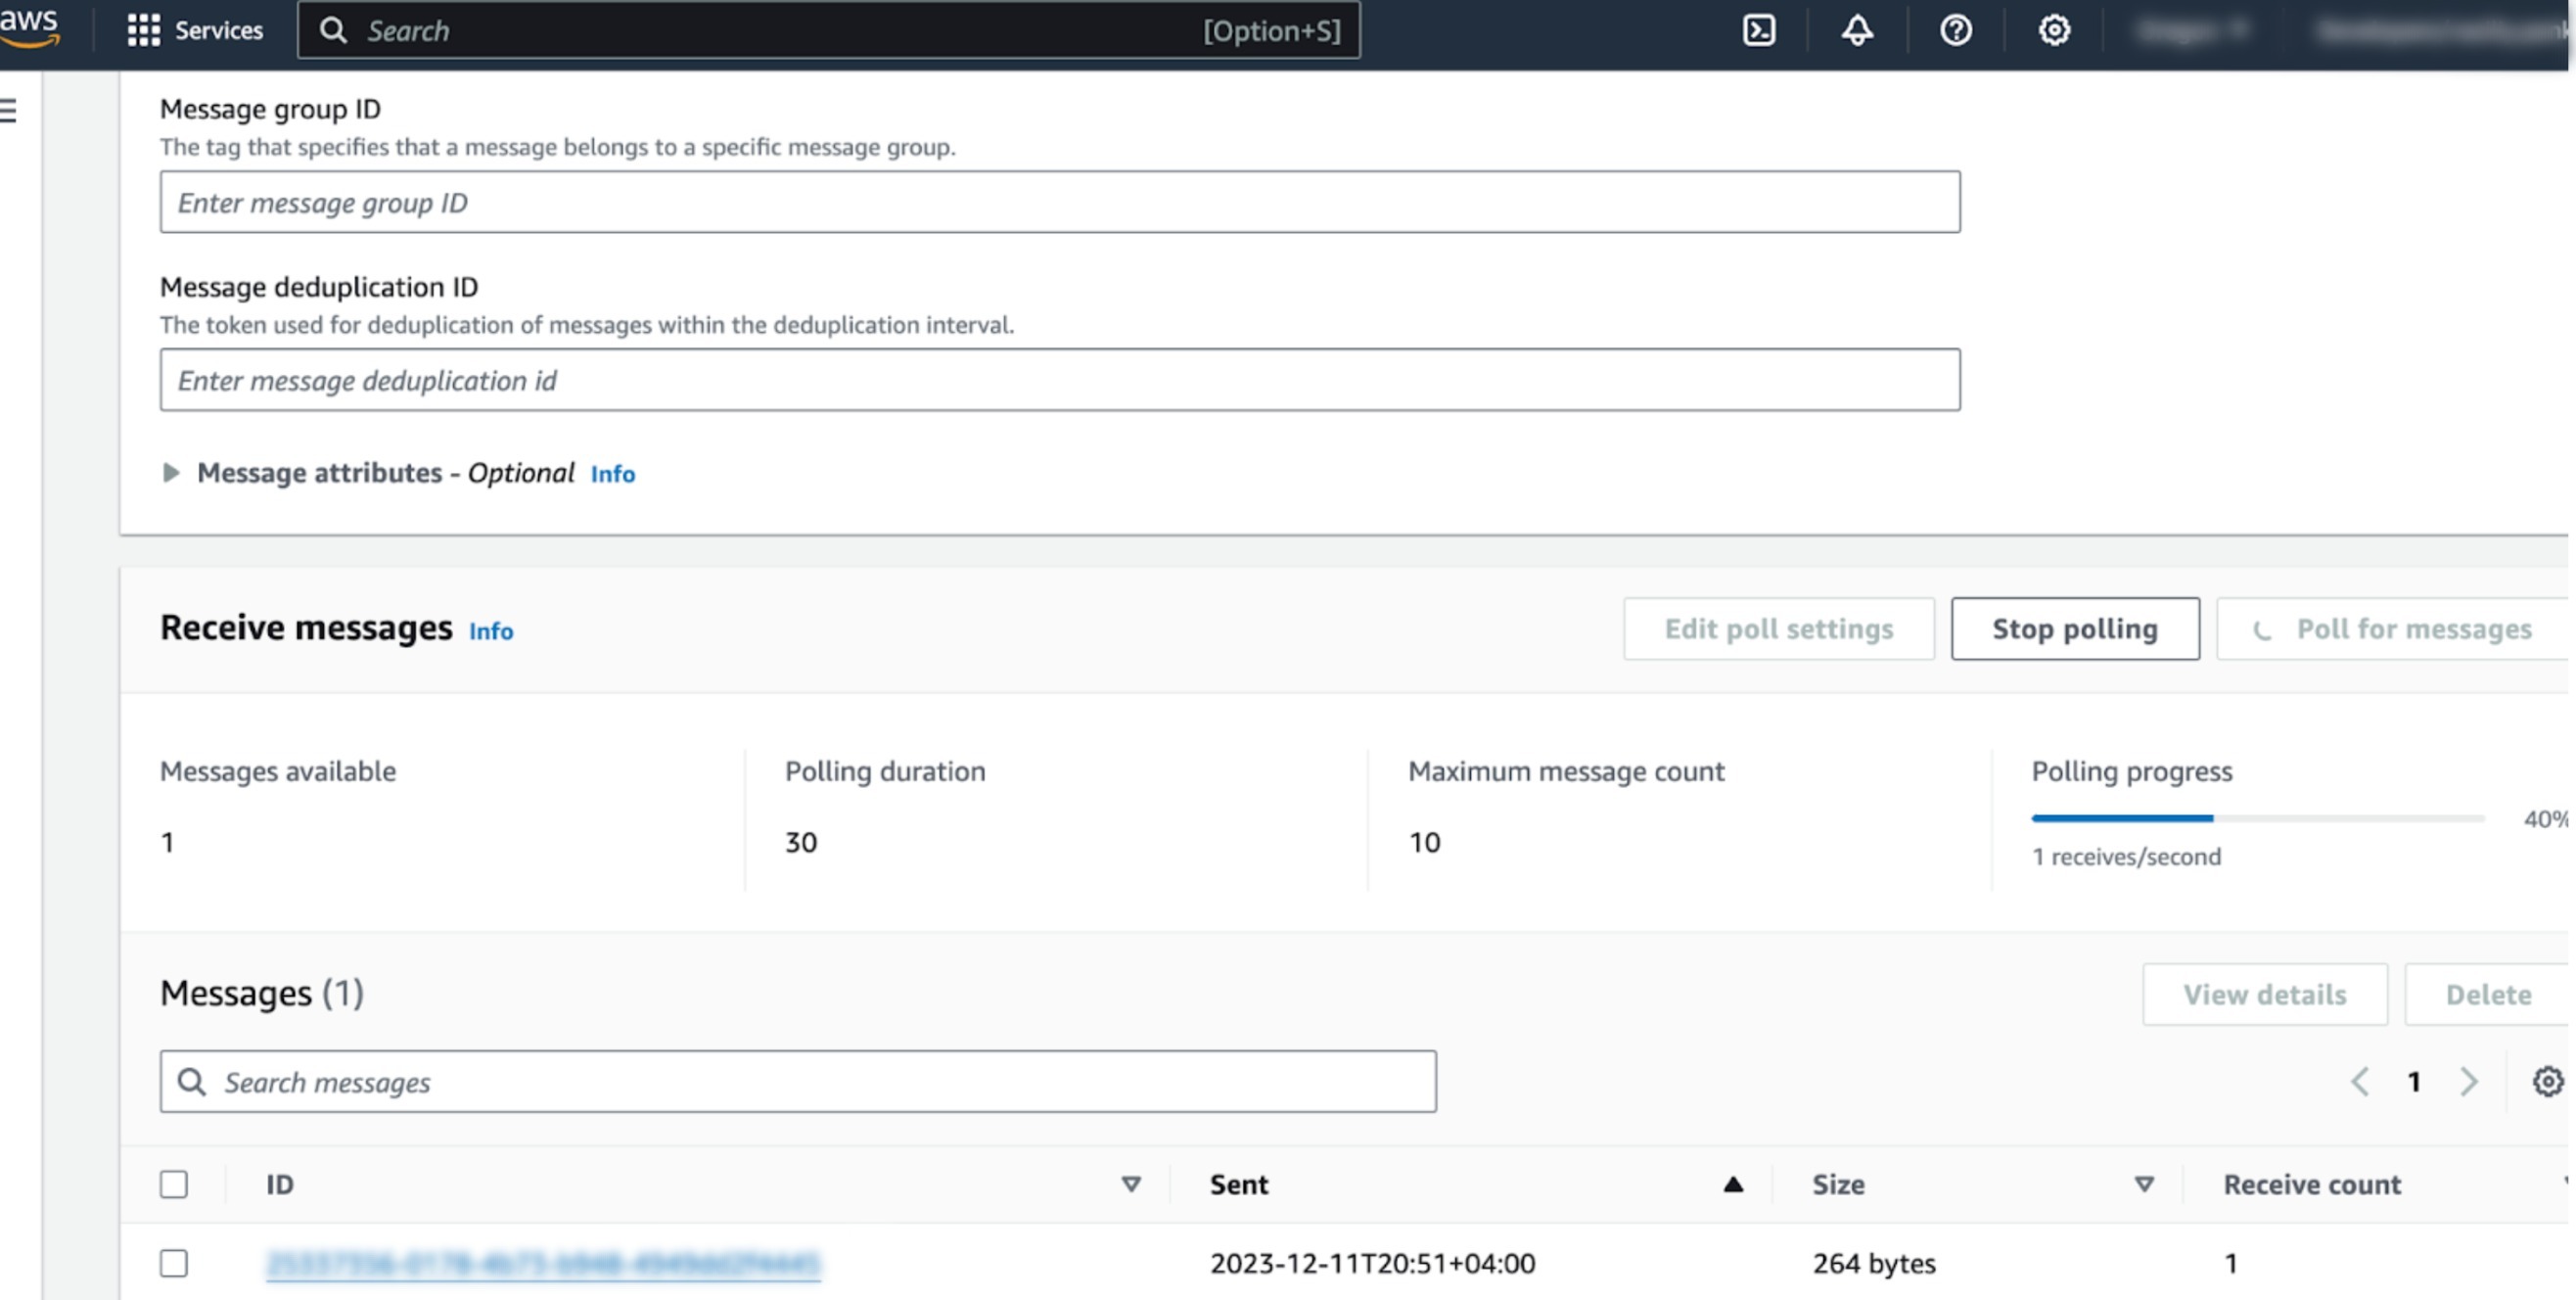 aws Services Search [Option+S]
Message group ID
The tag that specifies that a message belongs to a specific message group.
Enter message group ID
Message deduplication ID
The token used for deduplication of messages within the deduplication interval.
Enter message deduplication id
Message attributes - Optional Info
Receive messages Info Edit poll settings Stop polling Poll for messages
Messages available Polling duration Maximum message count Polling progress
40%
1 30 10 1 receives/second
Messages (1) View details Delete
Search messages 1
ID Sent Size Receive count
2023-12-11T20:51+04:00 264 bytes 1